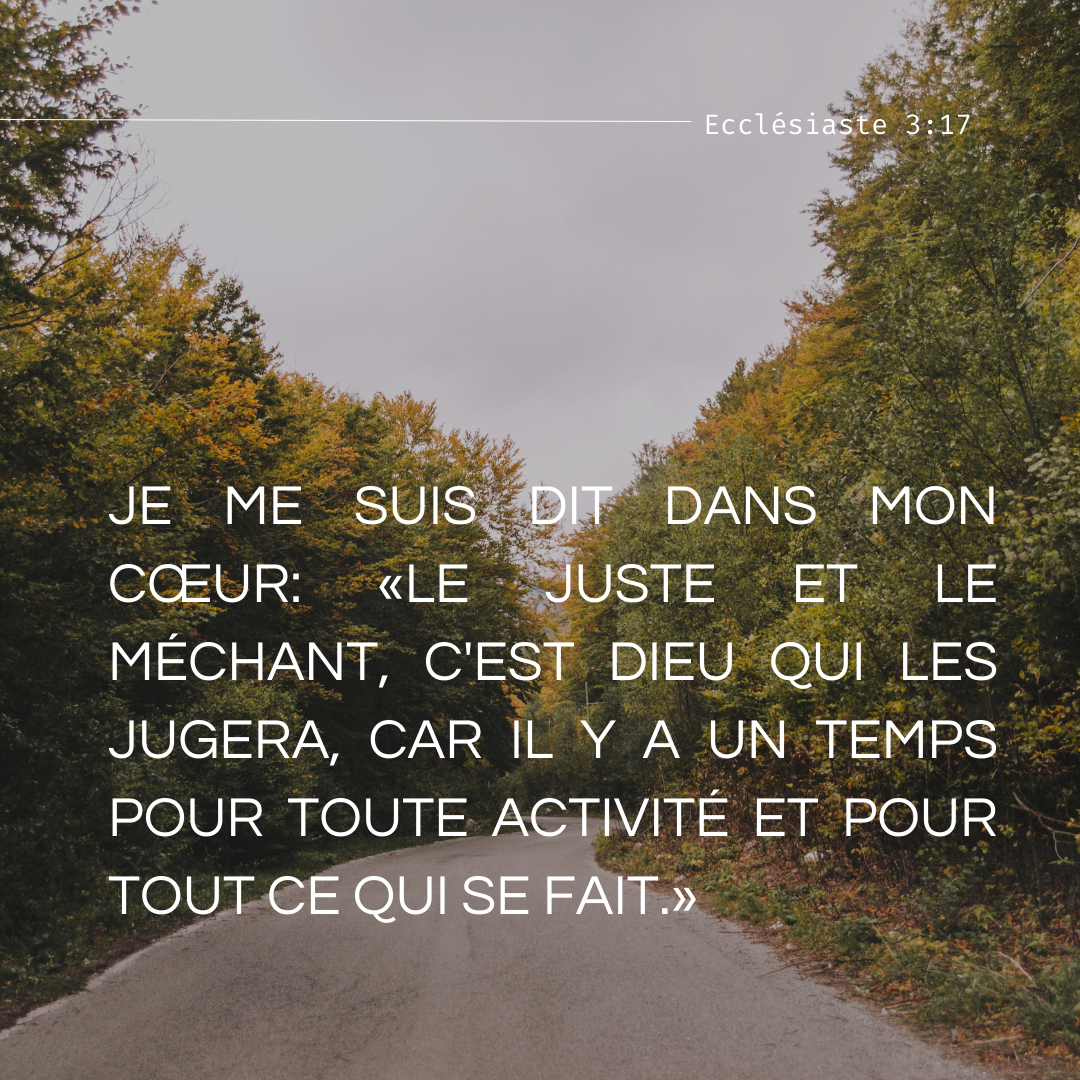 Ecclésiaste 3:17
JE ME SUIS DIT DANS MON
CŒUR: «LE JUSTE ET LE
MÉCHANT, C'EST DIEU QUI LES
JUGERA, CAR IL Y A UN TEMPS
POUR TOUTE ACTIVITÉ ET POUR
TOUT CE QUI SE FAIT.»